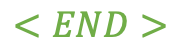 < END >